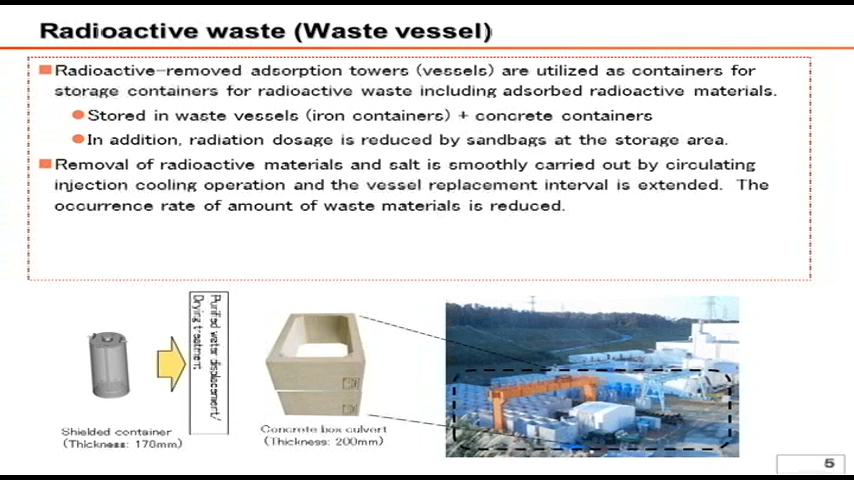 Radioactive waste (Waste vessel)
Radioactive-removed adsorption towers (vessels) are utilized as containers for
storage containers for radioactive waste including adsorbed radioactive materials.
Stored in waste vessels (iron containers) + concrete containers
In addition, radiation dosage is reduced by sandbags at the storage area.
Removal of radioactive materials and salt is smoothly carried out by circulating
injection cooling operation and the vessel replacement interval is extended. The
occurrence rate of amount of waste materials is reduced.
Purified water displacement/
Drying treatment
Shielded container
(Thickness: 178mm)
Concrete box culvert
(Thickness: 200mm)
5